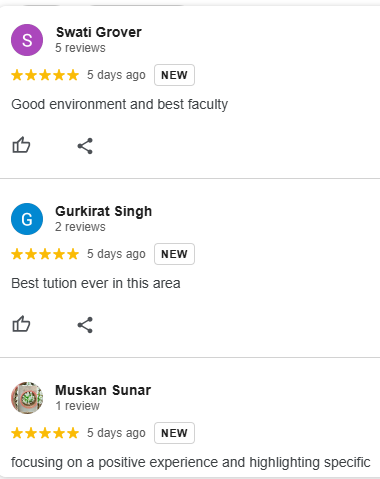 S
Swati Grover
5 reviews
5 days ago NEW
Good environment and best faculty
G
Gurkirat Singh
2 reviews
5 days ago NEW
Best tution ever in this area
Muskan Sunar
1 review
5 days ago NEW
focusing on a positive experience and highlighting specific